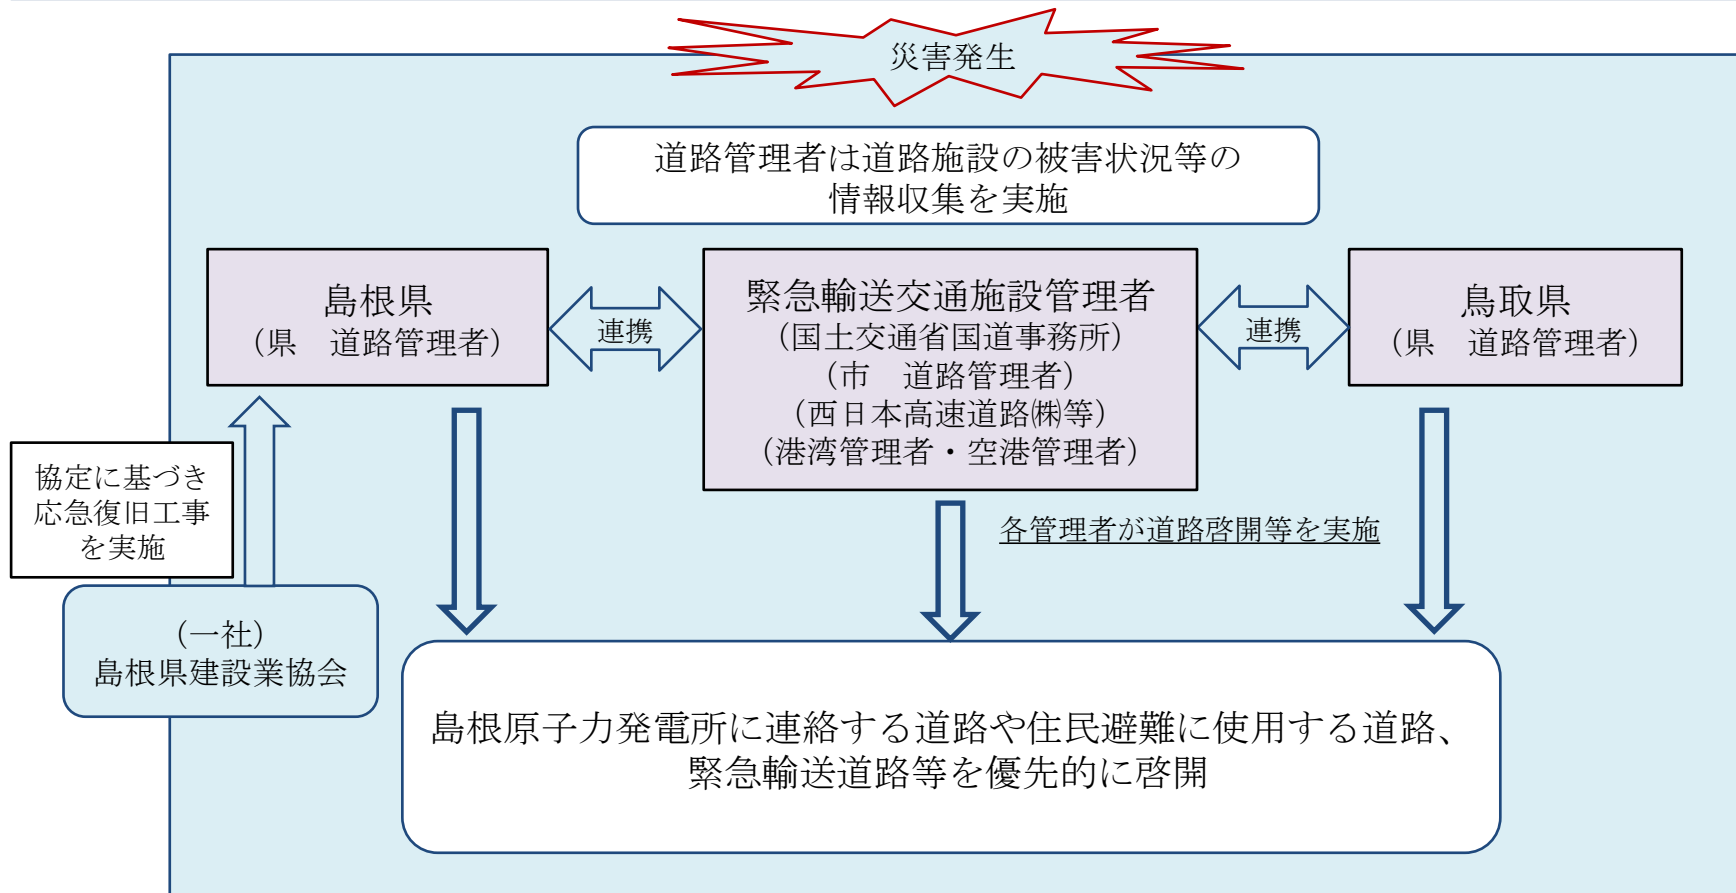 災害発生
道路管理者は道路施設の被害状況等の
情報収集を実施
島根県
（県　道路管理者）
連携
緊急輸送交通施設管理者
（国土交通省国道事務所）
（市　道路管理者）
（西日本高速道路㈱等）
（港湾管理者・空港管理者）
連携
鳥取県
（県　道路管理者）
協定に基づき
応急復旧工事
を実施
各管理者が道路啓開等を実施
（一社）
島根県建設業協会
島根原子力発電所に連絡する道路や住民避難に使用する道路、
緊急輸送道路等を優先的に啓開